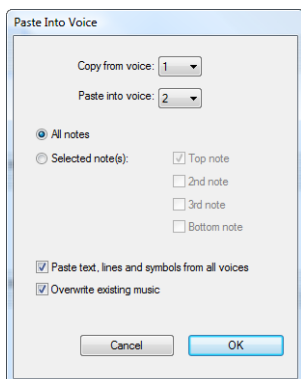 Paste Into Voice
Copy from voice: 1
Paste into voice: 2
All notes
Selected note(s): Top note
2nd note
3rd note
Bottom note
Paste text, lines and symbols from all voices
Overwrite existing music
Cancel OK